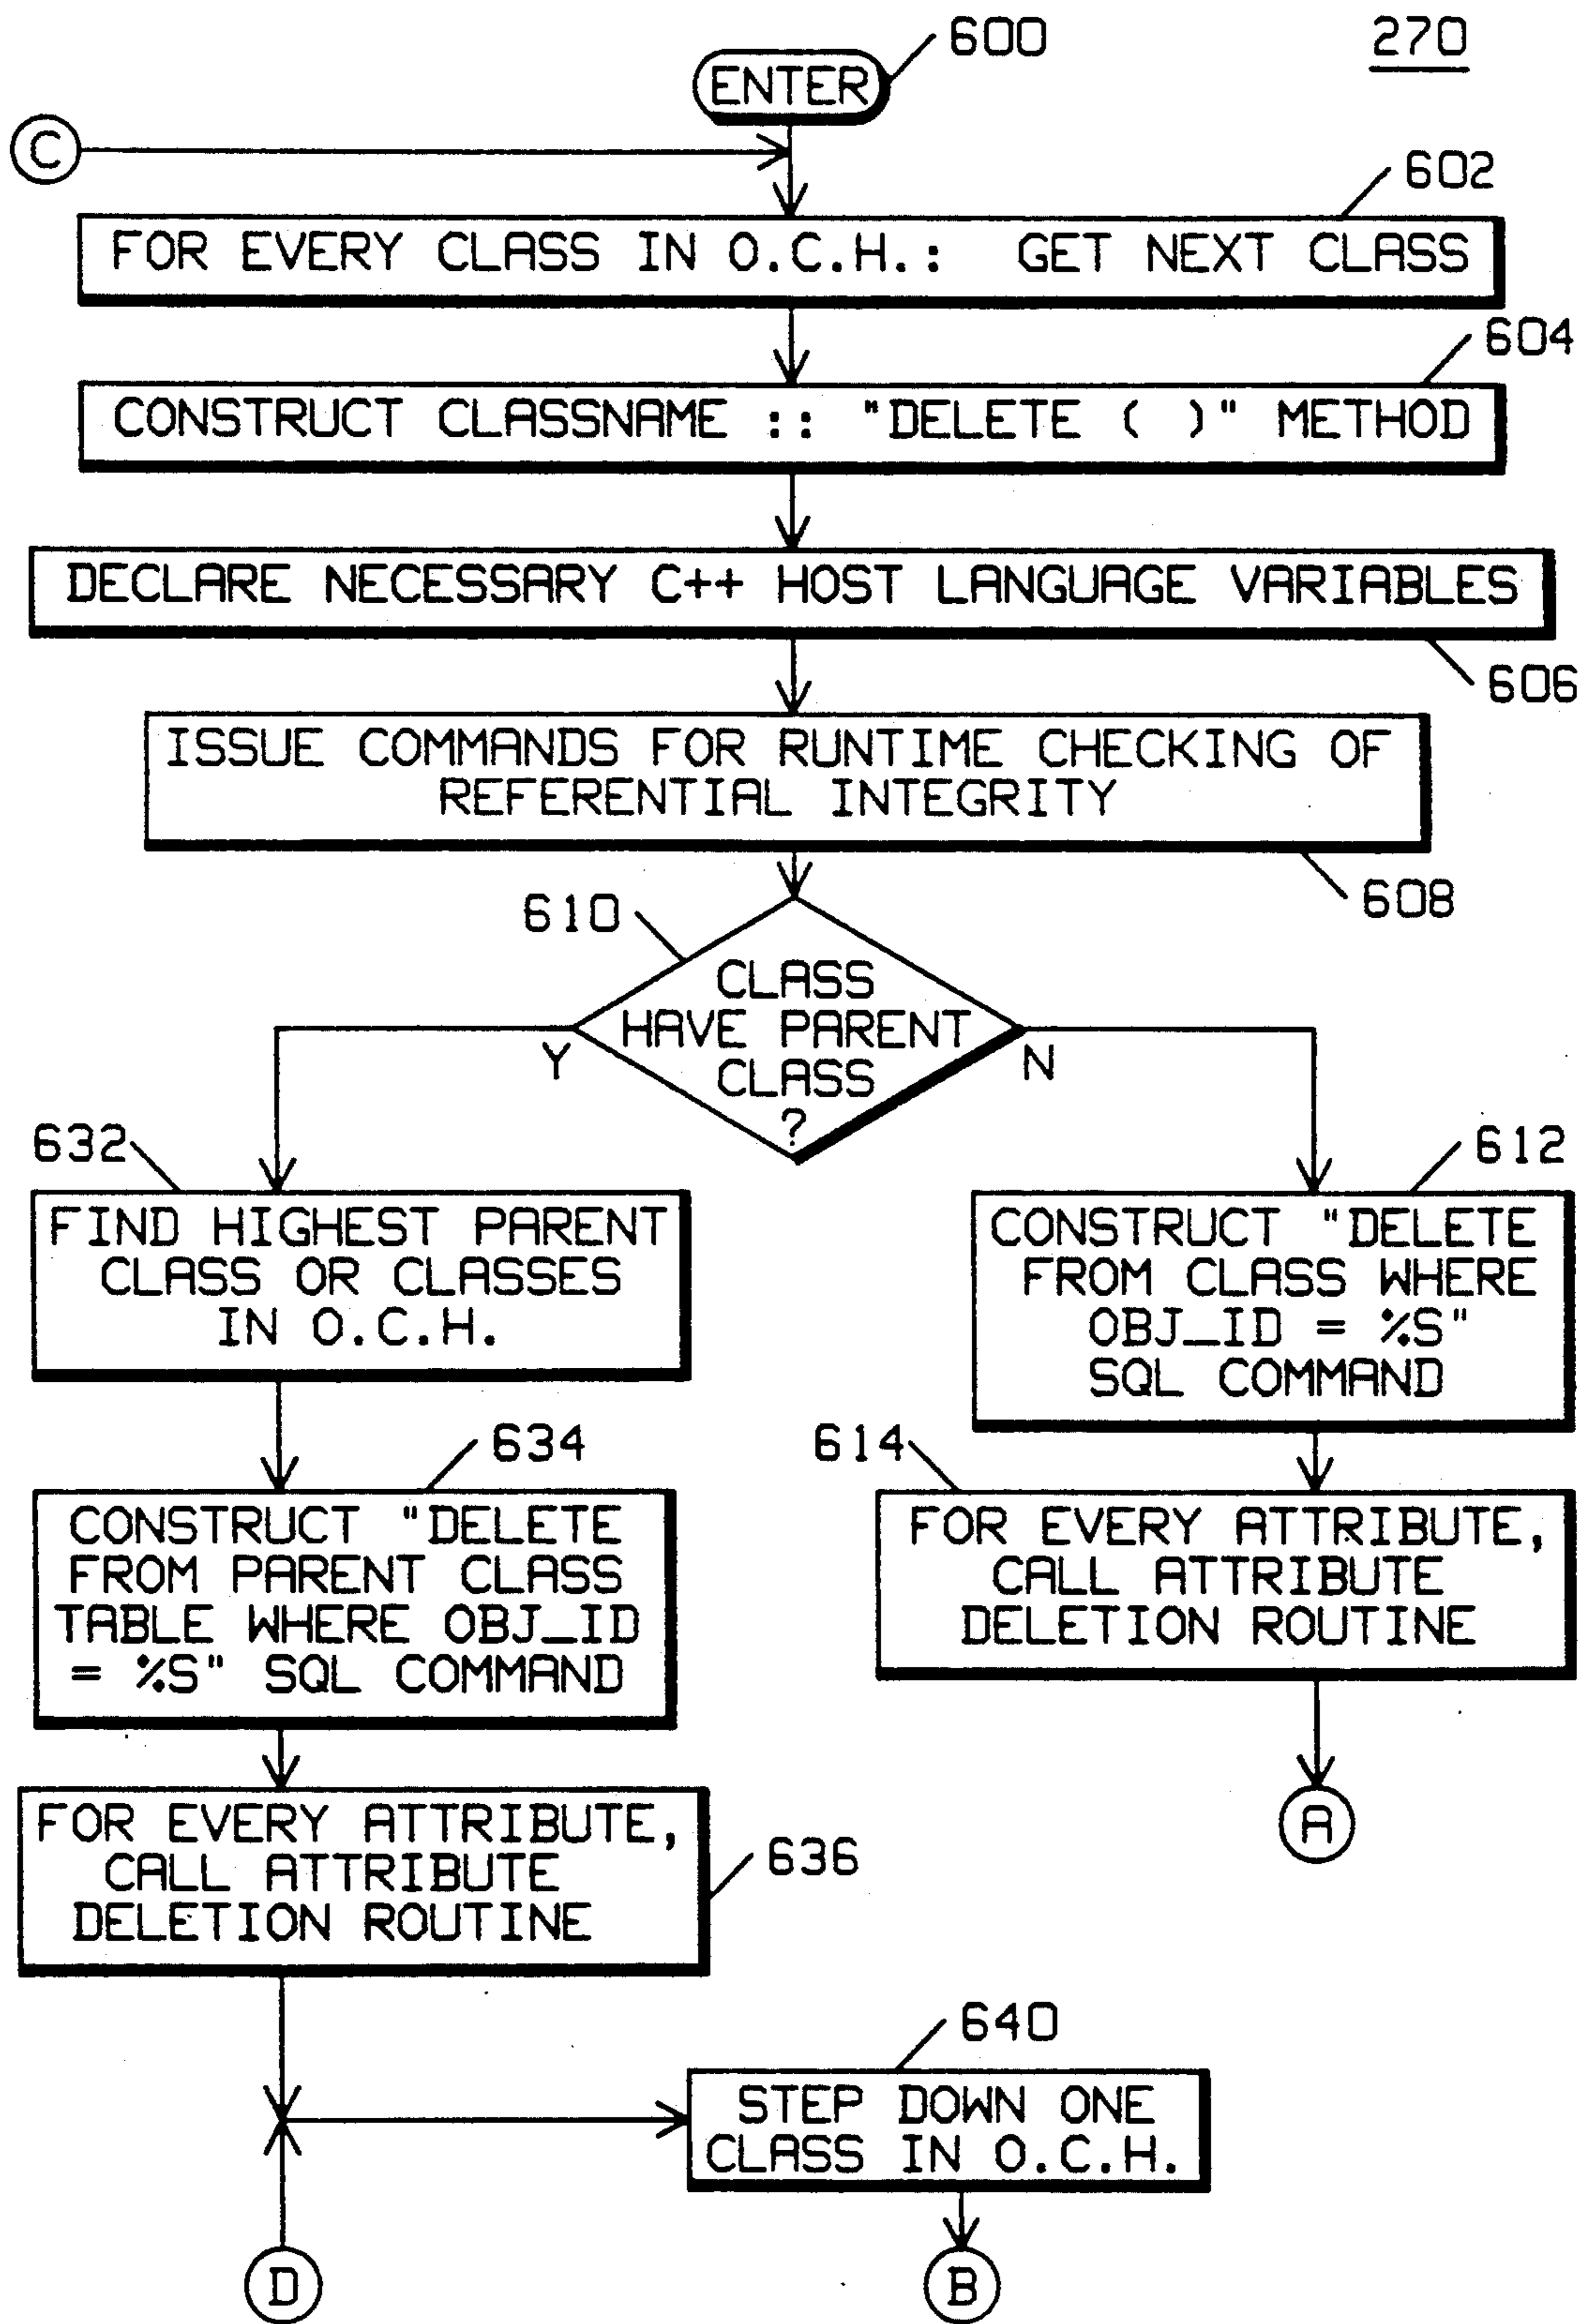 600
270
ENTER
C
602
FOR EVERY CLASS IN O.C.H.: GET NEXT CLASS
604
CONSTRUCT CLASSNAME :: "DELETE ( )" METHOD
DECLARE NECESSARY C++ HOST LANGUAGE VARIABLES
606
ISSUE COMMANDS FOR RUNTIME CHECKING OF
REFERENTIAL INTEGRITY
608
610
CLASS
HAVE PARENT
CLASS
?
Y
N
632
FIND HIGHEST PARENT
CLASS OR CLASSES
IN O.C.H.
612
CONSTRUCT "DELETE
FROM CLASS WHERE
OBJ_ID = %S"
SQL COMMAND
634
CONSTRUCT "DELETE
FROM PARENT CLASS
TABLE WHERE OBJ_ID
= %S" SQL COMMAND
614
FOR EVERY ATTRIBUTE,
CALL ATTRIBUTE
DELETION ROUTINE
A
FOR EVERY ATTRIBUTE,
CALL ATTRIBUTE
DELETION ROUTINE
636
640
STEP DOWN ONE
CLASS IN O.C.H.
D
B